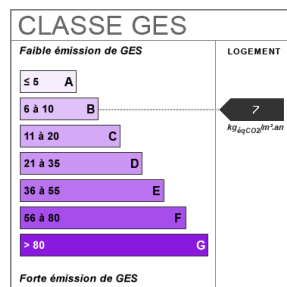 CLASSE GES
Faible émission de GES
LOGEMENT
≤ 5 A
6 à 10 B
7
kgéqCO2/m².an
11 à 20 C
21 à 35 D
36 à 55 E
56 à 80 F
> 80 G
Forte émission de GES